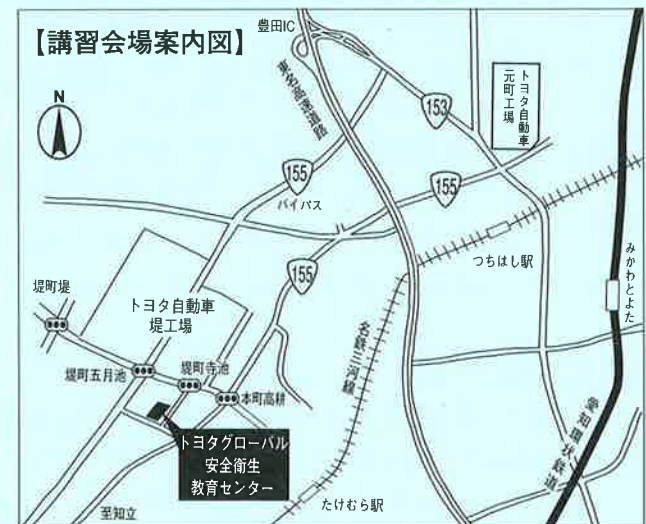 【講習会場案内図】
豊田IC
東名高速道路
N
153
トヨタ自動車
元町工場
155
バイパス
155
つちはし駅
みかわとよた
155
堤町堤
トヨタ自動車
堤工場
名鉄三河線
堤町五月池
堤町寺池
本町高耕
愛知環状鉄道
トヨタグローバル
安全衛生
教育センター
たけむら駅
至知立